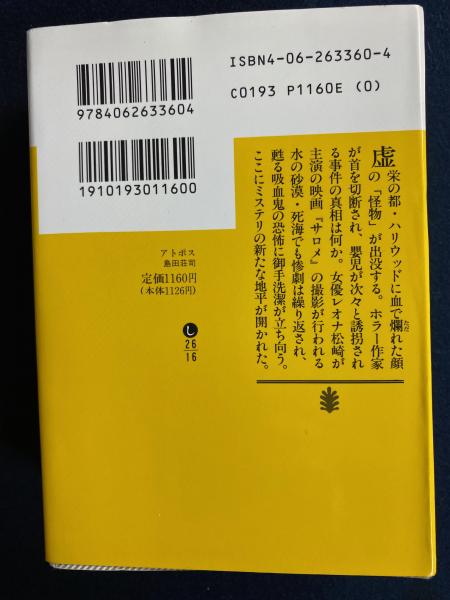 ISBN4-06-263360-4
C0193 P1160E (0)
9784062633604
1910193011600
アトポス
島田荘司
定価1160円
(本体1126円)
し
26
16
虚栄の都・ハリウッドに血で爛れた顔
ただ
の「怪物」が出没する。ホラー作家
が首を切断され、嬰児が次々と誘拐され
る事件の真相は何か。女優レオナ松崎が
主演の映画『サロメ』の撮影が行われる
水の砂漠・死海でも惨劇は繰り返され、
甦る吸血鬼の恐怖に御手洗潔が立ち向う。
ここにミステリの新たな地平が開かれた。